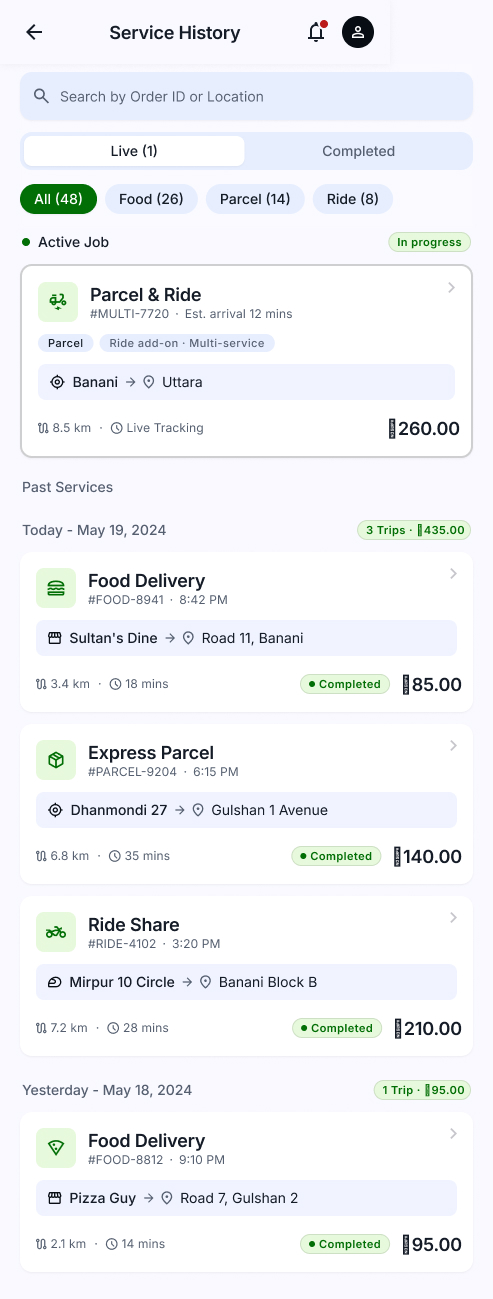 Service History
Search by Order ID or Location
Live (1)
Completed
All (48)
Food (26)
Parcel (14)
Ride (8)
Active Job
In progress
Parcel & Ride
#MULTI-7720 · Est. arrival 12 mins
Parcel
Ride add-on · Multi-service
Banani → Uttara
8.5 km · Live Tracking
260.00
Past Services
Today - May 19, 2024
3 Trips · 435.00
Food Delivery
#FOOD-8941 · 8:42 PM
Sultan's Dine → Road 11, Banani
3.4 km · 18 mins
Completed
85.00
Express Parcel
#PARCEL-9204 · 6:15 PM
Dhanmondi 27 → Gulshan 1 Avenue
6.8 km · 35 mins
Completed
140.00
Ride Share
#RIDE-4102 · 3:20 PM
Mirpur 10 Circle → Banani Block B
7.2 km · 28 mins
Completed
210.00
Yesterday - May 18, 2024
1 Trip · 95.00
Food Delivery
#FOOD-8812 · 9:10 PM
Pizza Guy → Road 7, Gulshan 2
2.1 km · 14 mins
Completed
95.00